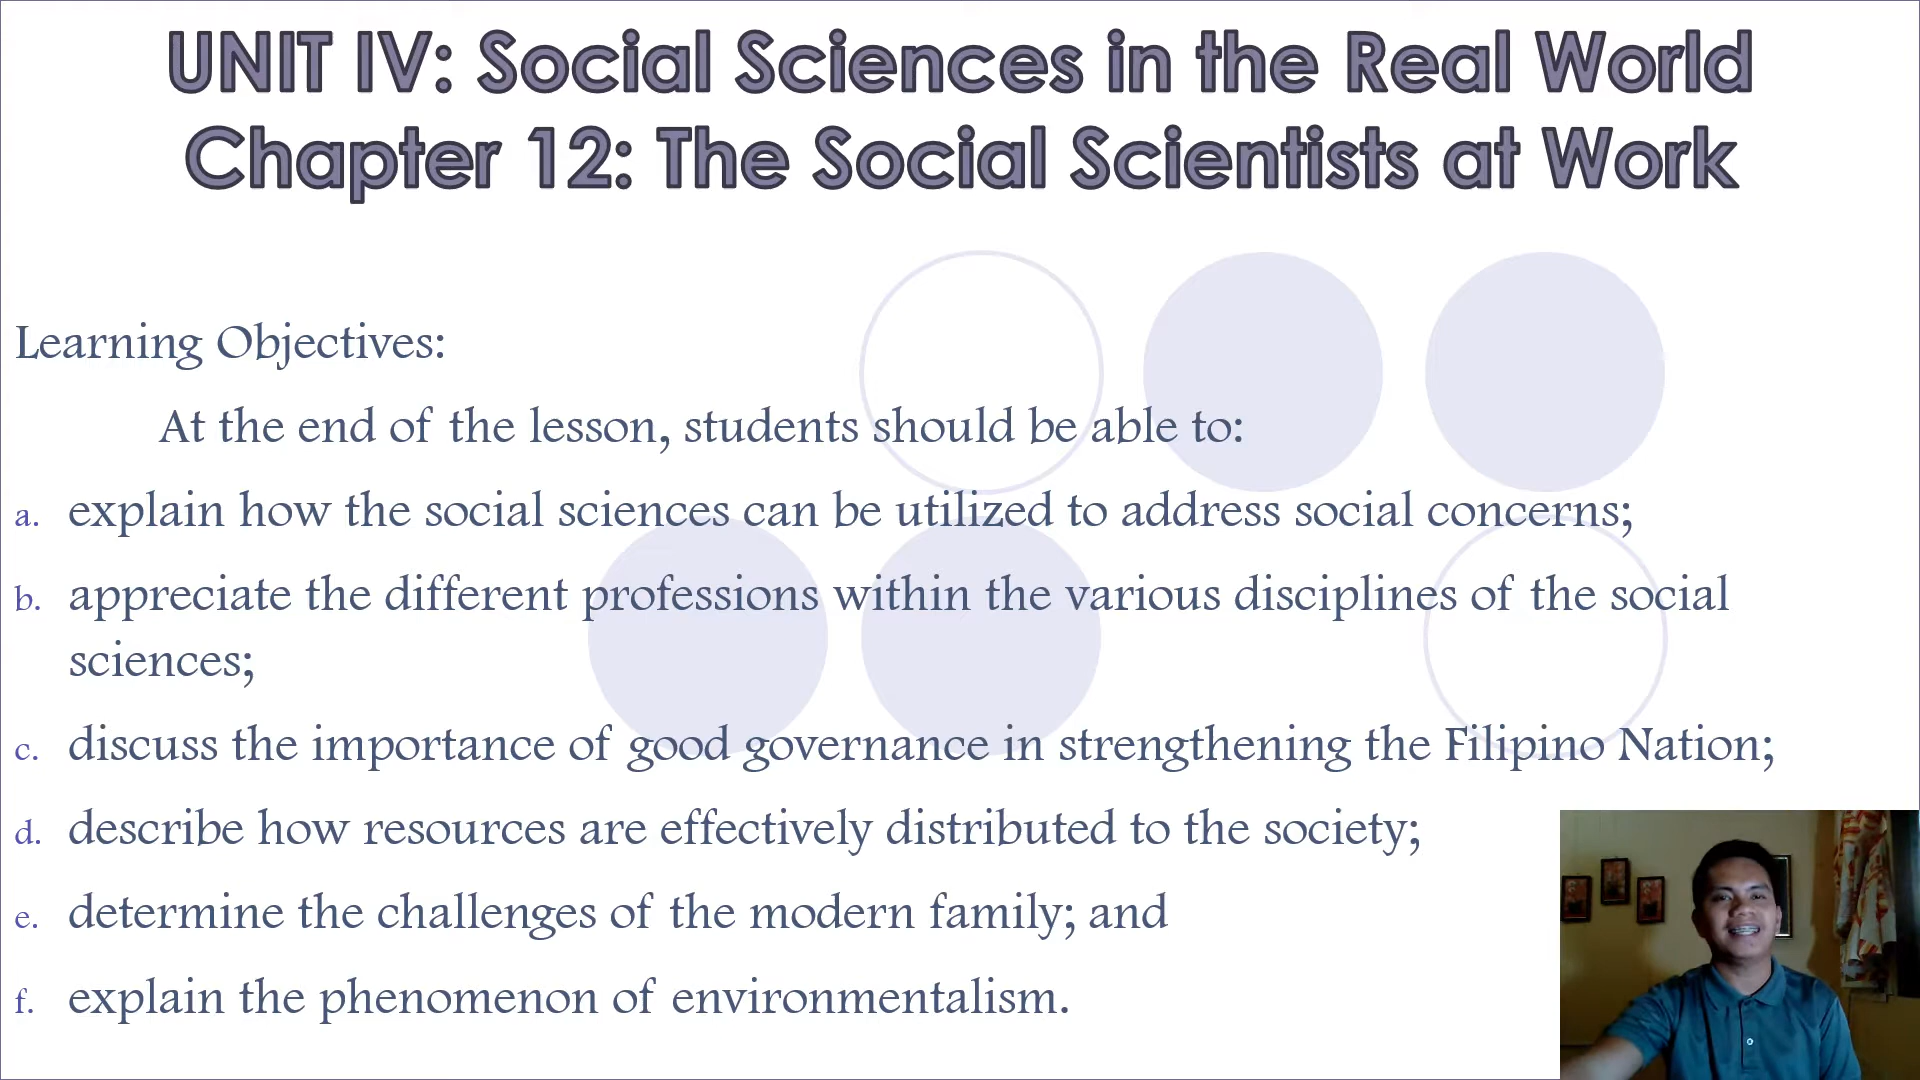 UNIT IV: Social Sciences in the Real World
Chapter 12: The Social Scientists at Work
Learning Objectives:
At the end of the lesson, students should be able to:
a. explain how the social sciences can be utilized to address social concerns;
b. appreciate the different professions within the various disciplines of the social
sciences;
c. discuss the importance of good governance in strengthening the Filipino Nation;
d. describe how resources are effectively distributed to the society;
e. determine the challenges of the modern family; and
f. explain the phenomenon of environmentalism.